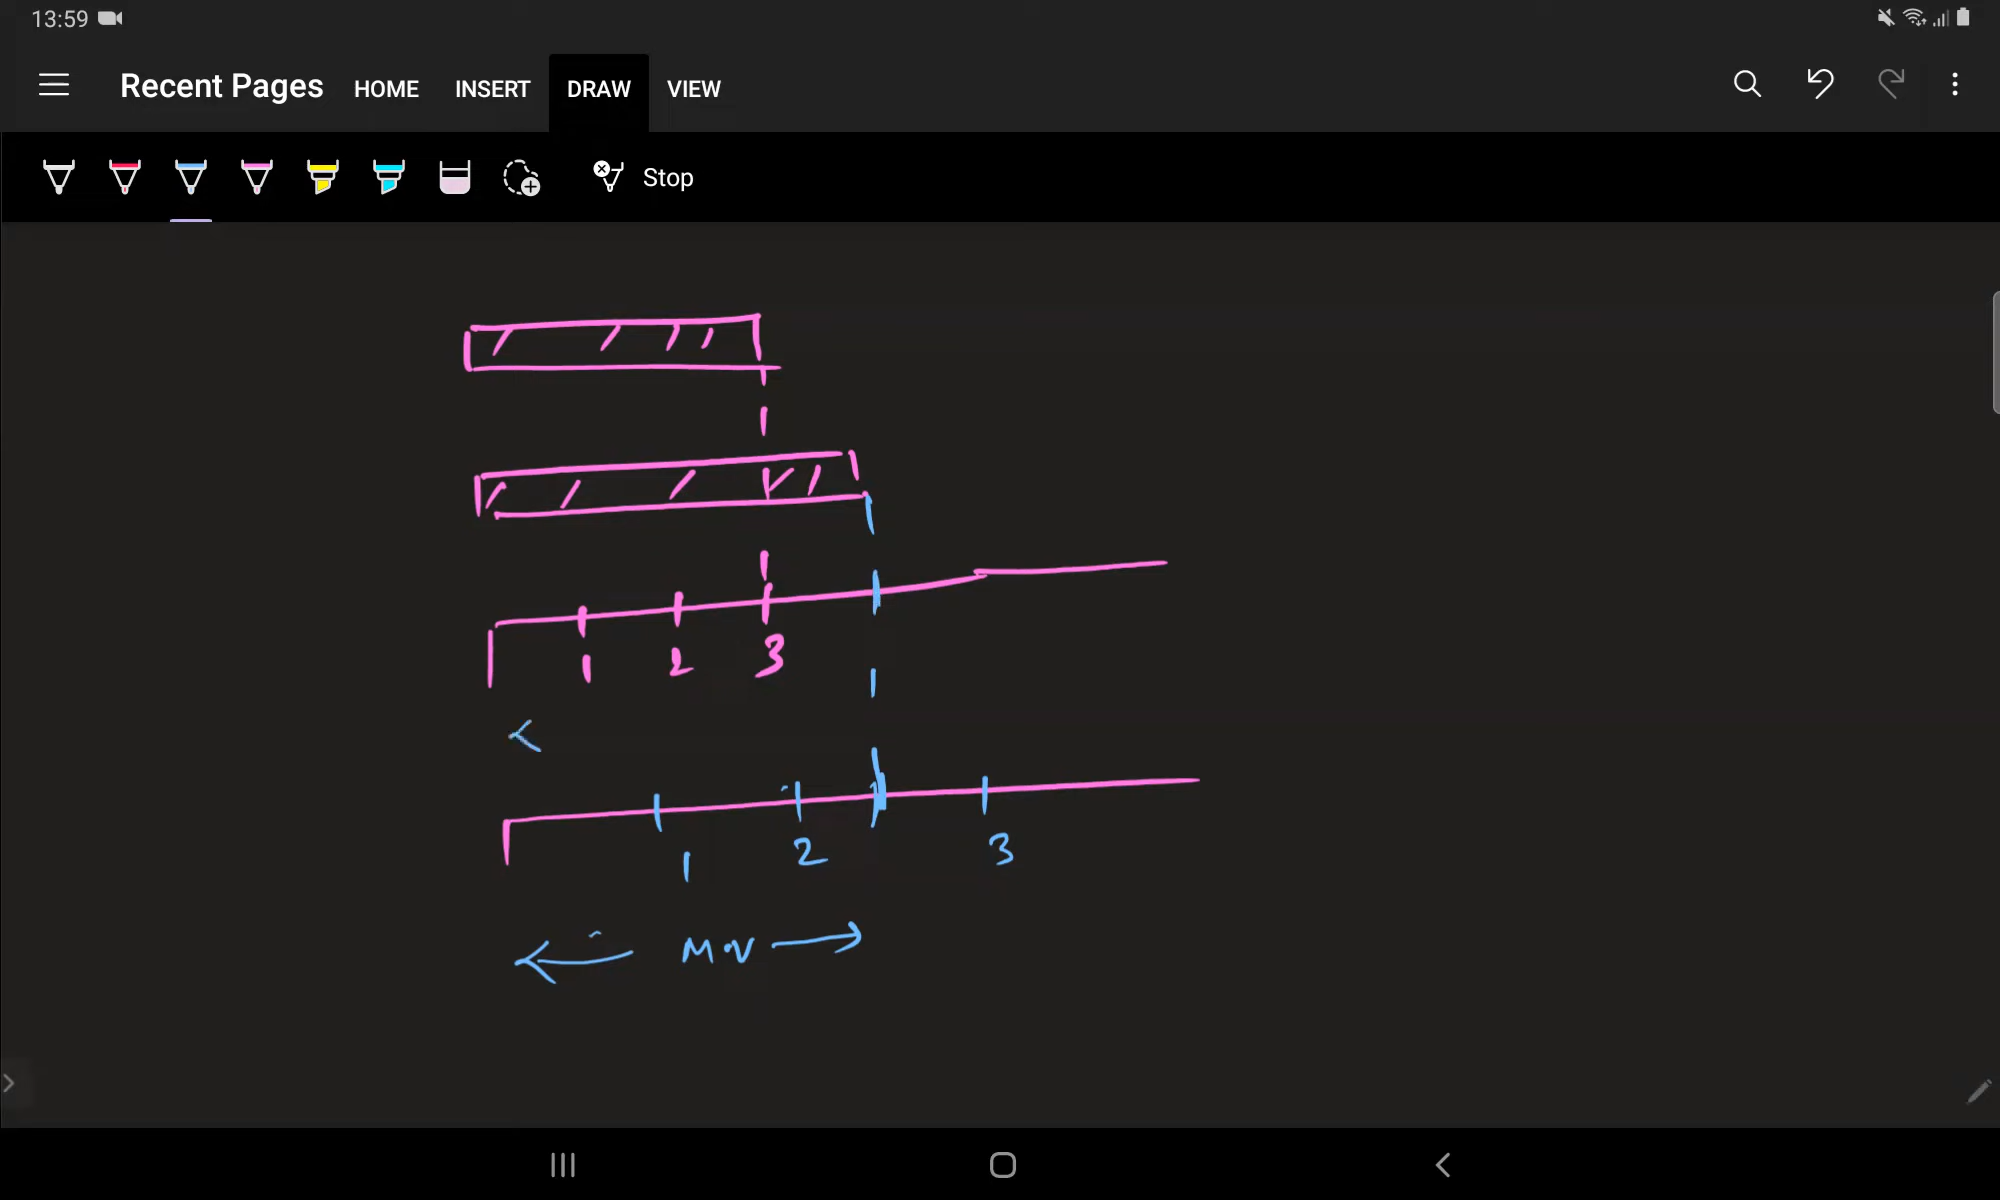 13:59
Recent Pages HOME INSERT DRAW VIEW
Stop
1 2 3
1 2 3
M.V